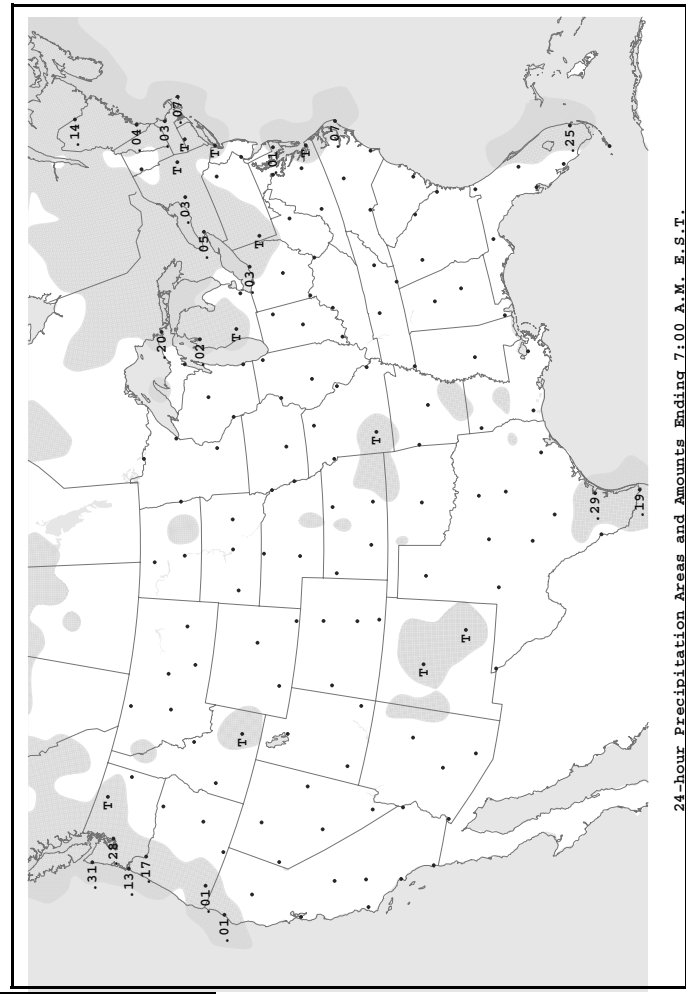 .31
.28
.13
.17
T
.01
.01
T
T
T
T
.29
.19
.20
.02
T
.03
.05
.03
T
T
T
T
.14
.04
.03
.07
.01
T
.07
.25
24-hour Precipitation Areas and Amounts Ending 7:00 A.M. E.S.T.